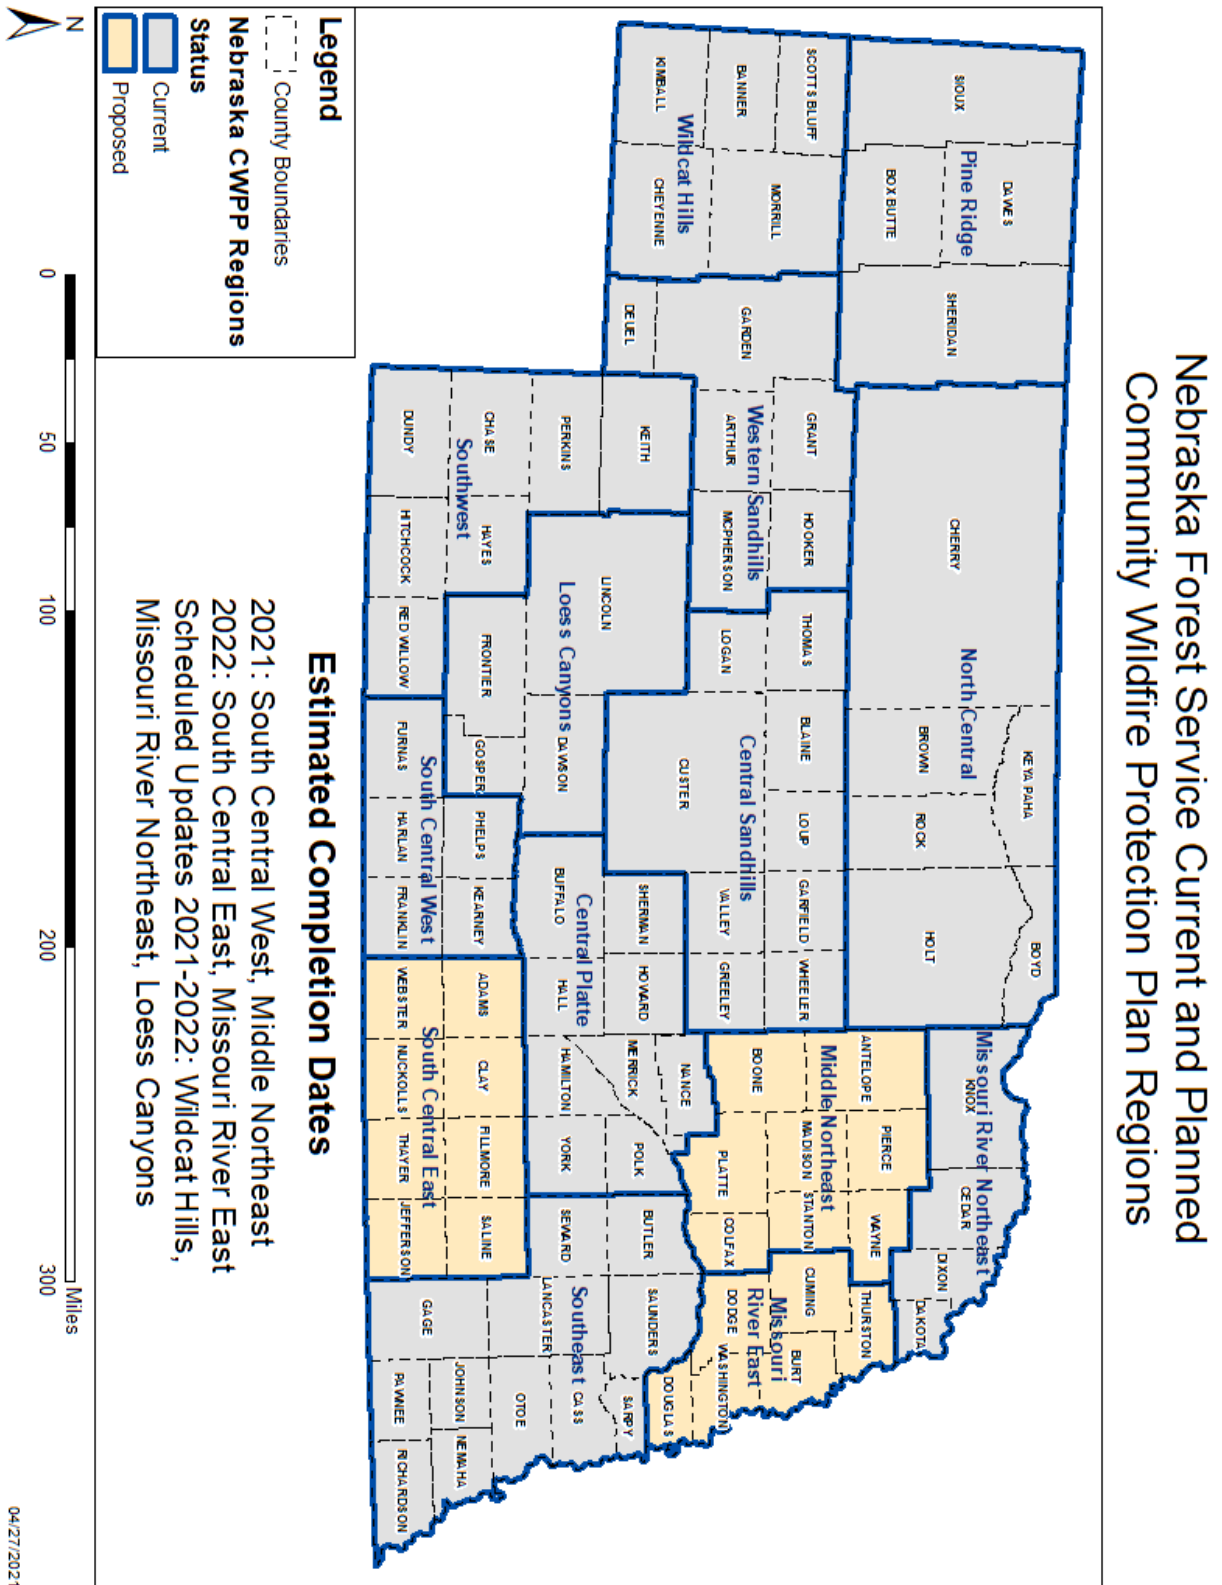 Nebraska Forest Service Current and Planned
Community Wildfire Protection Plan Regions
SIOUX
DAWES
Pine Ridge
BOX BUTTE
SHERIDAN
SCOTTS BLUFF
BANNER
KIMBALL
Wildcat Hills
MORRILL
CHEYENNE
GARDEN
DEUEL
GRANT
Western Sandhills
ARTHUR
HOOKER
MCPHERSON
CHERRY
North Central
KEYA PAHA
BROWN
ROCK
BOYD
HOLT
THOMAS
LOGAN
BLAINE
Central Sandhills
CUSTER
LOUP
GARFIELD
VALLEY
WHEELER
GREELEY
KEITH
PERKINS
CHASE
Southwest
DUNDY
HAYES
HITCHCOCK
RED WILLOW
LINCOLN
Loess Canyons
FRONTIER
DAWSON
GOSPER
FURNAS
South Central West
PHELPS
HARLAN
KEARNEY
FRANKLIN
SHERMAN
Central Platte
BUFFALO
HOWARD
HALL
NANCE
MERRICK
HAMILTON
POLK
YORK
ADAMS
South Central East
WEBSTER
CLAY
NUCKOLLS
FILLMORE
THAYER
SALINE
JEFFERSON
Missouri River Northeast
KNOX
CEDAR
DIXON
DAKOTA
ANTELOPE
Middle Northeast
BOONE
PIERCE
MADISON
PLATTE
WAYNE
STANTON
COLFAX
THURSTON
CUMING
Missouri
River East
DODGE
BURT
WASHINGTON
DOUGLAS
BUTLER
SEWARD
SAUNDERS
Southeast
LANCASTER
SARPY
CASS
GAGE
OTOE
JOHNSON
NEMAHA
PAWNEE
RICHARDSON
Legend
County Boundaries
Nebraska CWPP Regions
Status
Current
Proposed
Estimated Completion Dates
2021: South Central West, Middle Northeast
2022: South Central East, Missouri River East
Scheduled Updates 2021-2022: Wildcat Hills,
Missouri River Northeast, Loess Canyons
N
0 50 100 200 300
Miles
04/27/2021